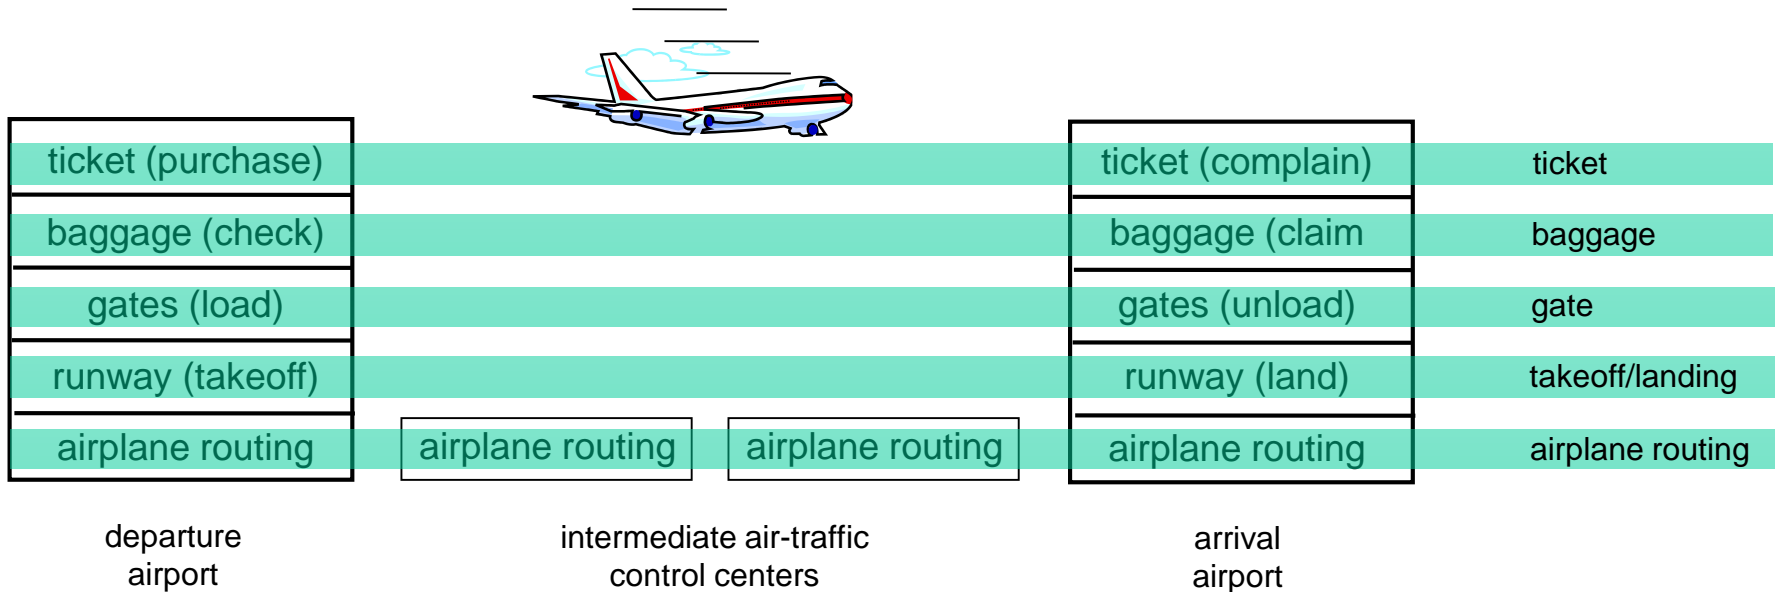 ticket (purchase) ticket (complain) ticket
baggage (check) baggage (claim baggage
gates (load) gates (unload) gate
runway (takeoff) runway (land) takeoff/landing
airplane routing airplane routing airplane routing airplane routing airplane routing
departure
airport
intermediate air-traffic
control centers
arrival
airport